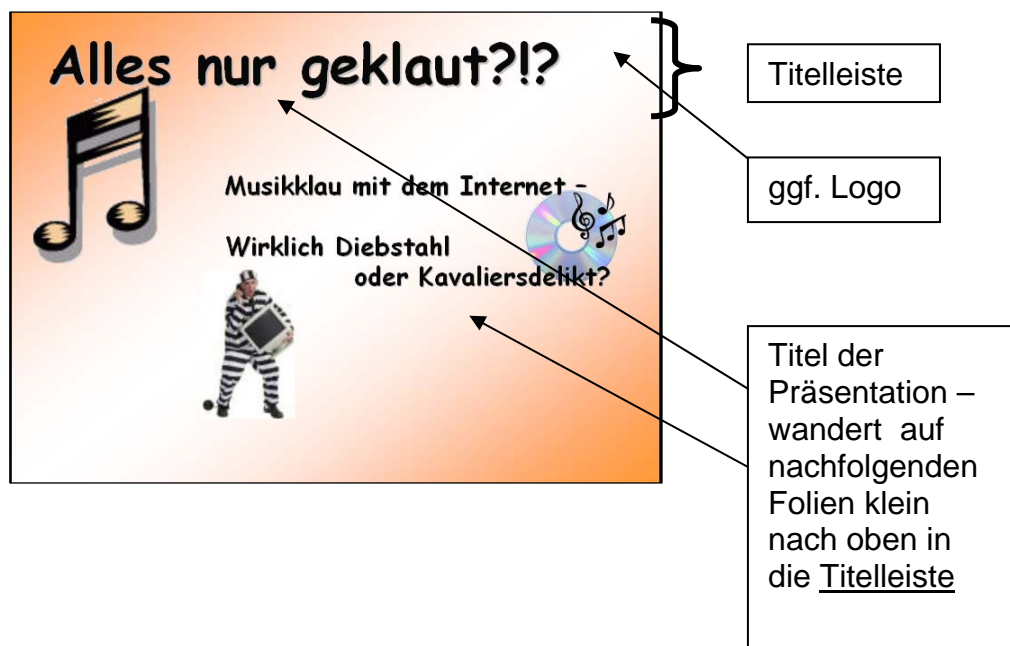 Alles nur geklaut?!?
Musikklau mit dem Internet –
Wirklich Diebstahl
oder Kavaliersdelikt?
Titelleiste
ggf. Logo
Titel der
Präsentation –
wandert auf
nachfolgenden
Folien klein
nach oben in
die Titelleiste